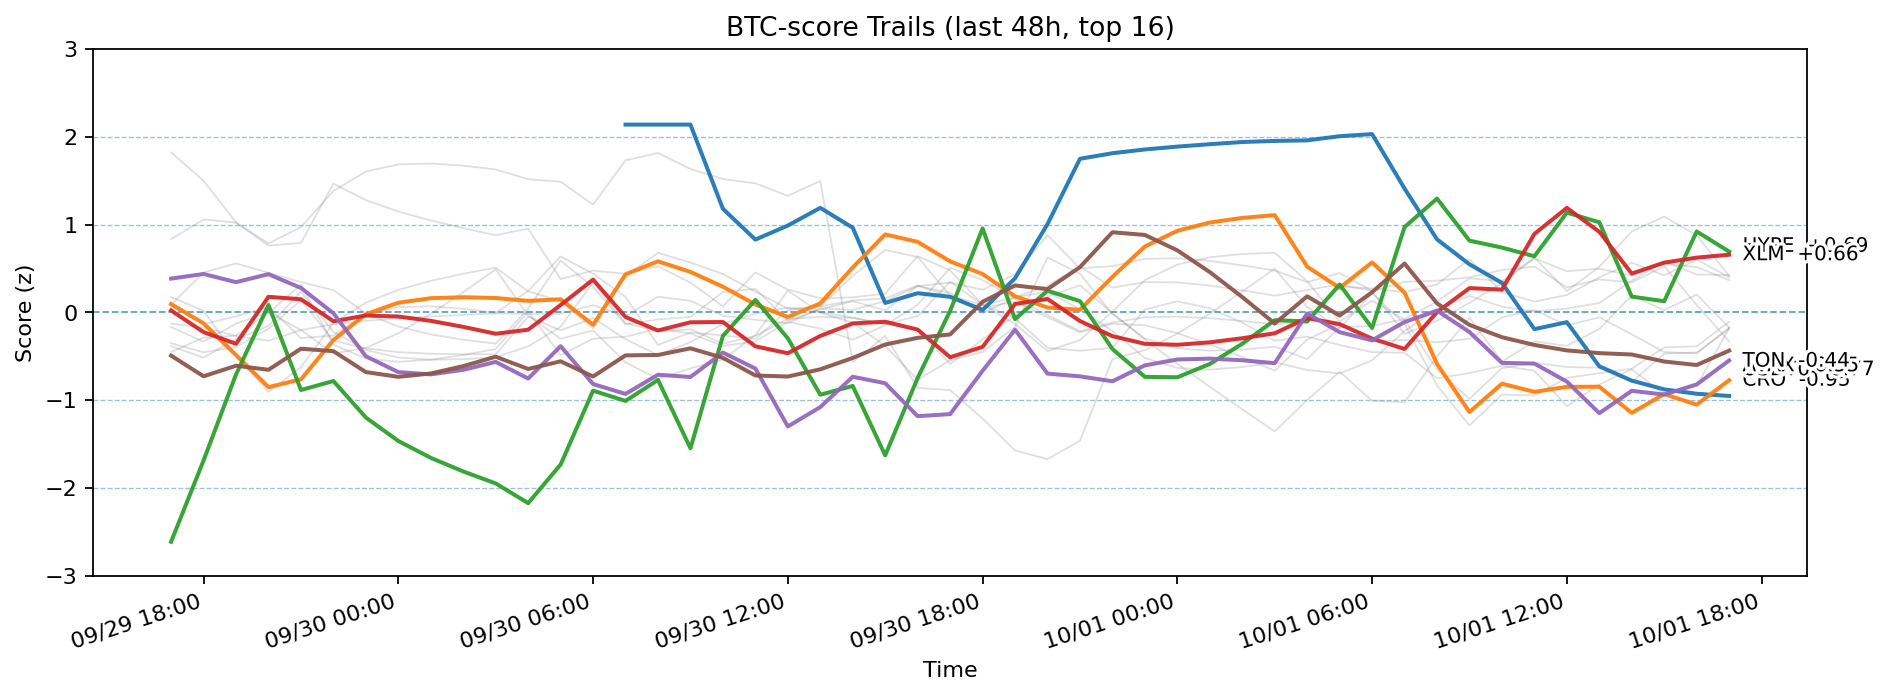 BTC-score Trails (last 48h, top 16)
3
2
1
0
−1
−2
−3
Score (z)
XLM +0.66
TON -0.44
CRO -0.95
09/29 18:00
09/30 00:00
09/30 06:00
09/30 12:00
09/30 18:00
10/01 00:00
10/01 06:00
10/01 12:00
10/01 18:00
Time